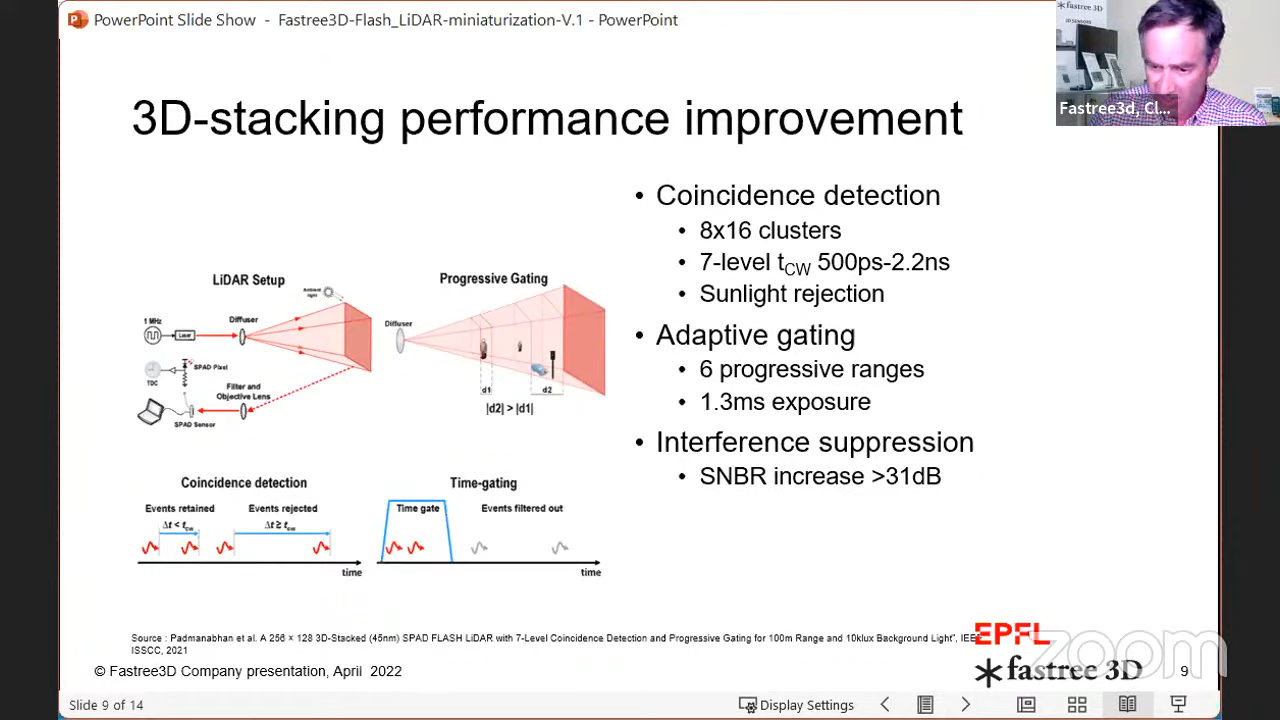 PowerPoint Slide Show - Fastree3D-Flash_LiDAR-miniaturization-V.1 - PowerPoint
fastree 3D
3D SENSORS
Fastree3d, Cl...
3D-stacking performance improvement
• Coincidence detection
• 8x16 clusters
• 7-level tCW 500ps-2.2ns
• Sunlight rejection
• Adaptive gating
• 6 progressive ranges
• 1.3ms exposure
• Interference suppression
• SNBR increase >31dB
LiDAR Setup
Ambient
light
1 MHz
Laser
Diffuser
SPAD Pixel
TDC
Filter and
Objective Lens
SPAD Sensor
Progressive Gating
Diffuser
d1
d2
|d2| > |d1|
Coincidence detection
Events retained
Events rejected
Δt < tcw
Δt ≥ tcw
time
Time-gating
Time gate
Events filtered out
time
Source : Padmanabhan et al. A 256 × 128 3D-Stacked (45nm) SPAD FLASH LiDAR with 7-Level Coincidence Detection and Progressive Gating for 100m Range and 10klux Background Light", IEEE
ISSCC, 2021
EPFL
zoom
© Fastree3D Company presentation, April 2022
fastree 3D
9
Slide 9 of 14
Display Settings